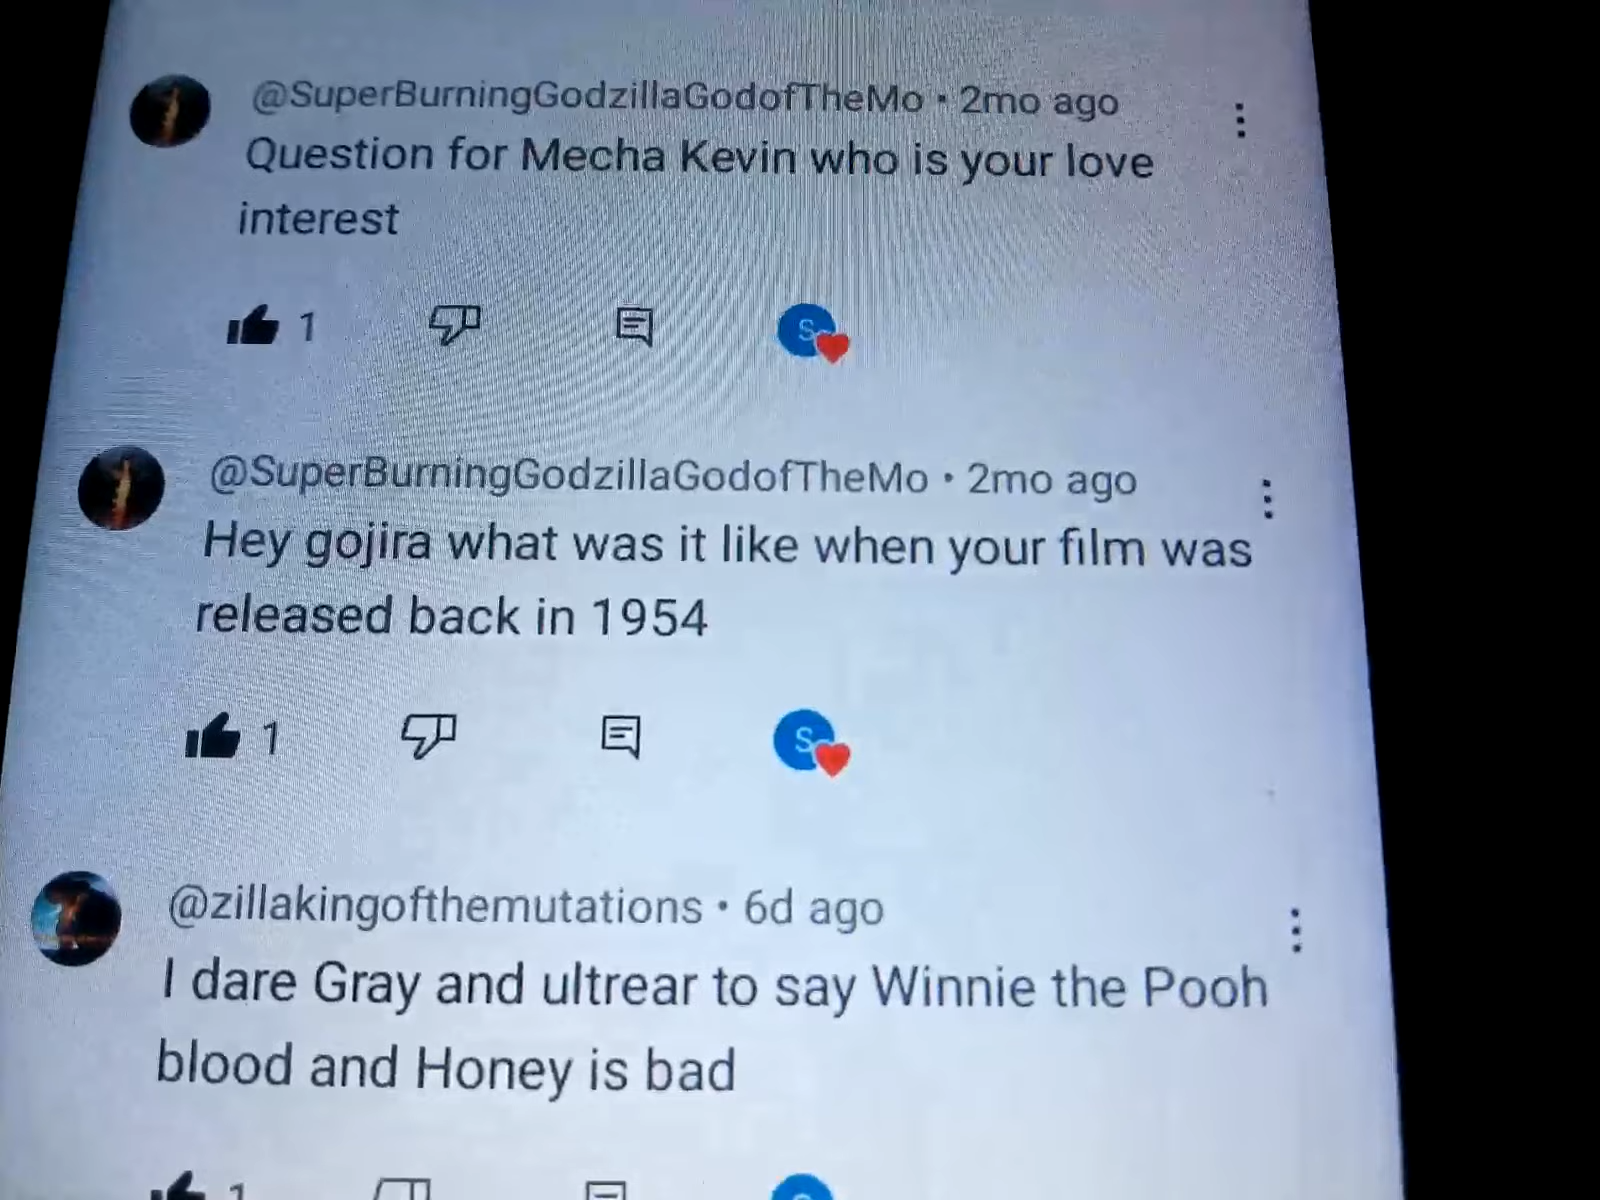 @SuperBurningGodzillaGodofTheMo • 2mo ago
Question for Mecha Kevin who is your love
interest
1
S
@SuperBurningGodzillaGodofTheMo • 2mo ago
Hey gojira what was it like when your film was
released back in 1954
1
S
@zillakingofthemutations • 6d ago
I dare Gray and ultrear to say Winnie the Pooh
blood and Honey is bad
1